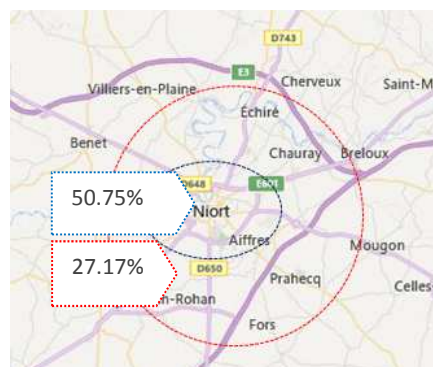 D743
E3
Cherveux
Villiers-en-Plaine
Saint-M
Échiré
Benet
Chauray
Breloux
D648
E601
50.75%
Niort
Aiffres
Mougon
27.17%
D650
Prahecq
Celles
n-Rohan
Fors